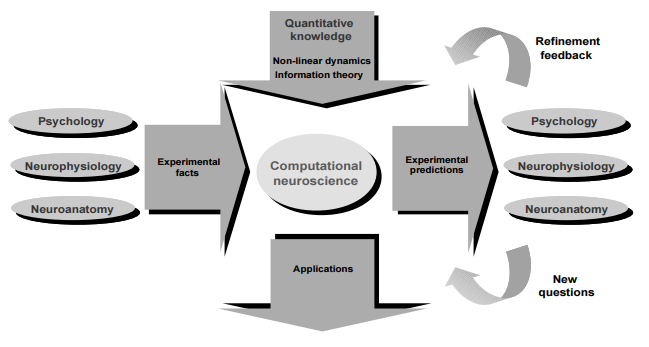 Quantitative
knowledge
Non-linear dynamics
Information theory
Refinement
feedback
Psychology
Neurophysiology
Neuroanatomy
Experimental
facts
Computational
neuroscience
Experimental
predictions
Psychology
Neurophysiology
Neuroanatomy
Applications
New
questions